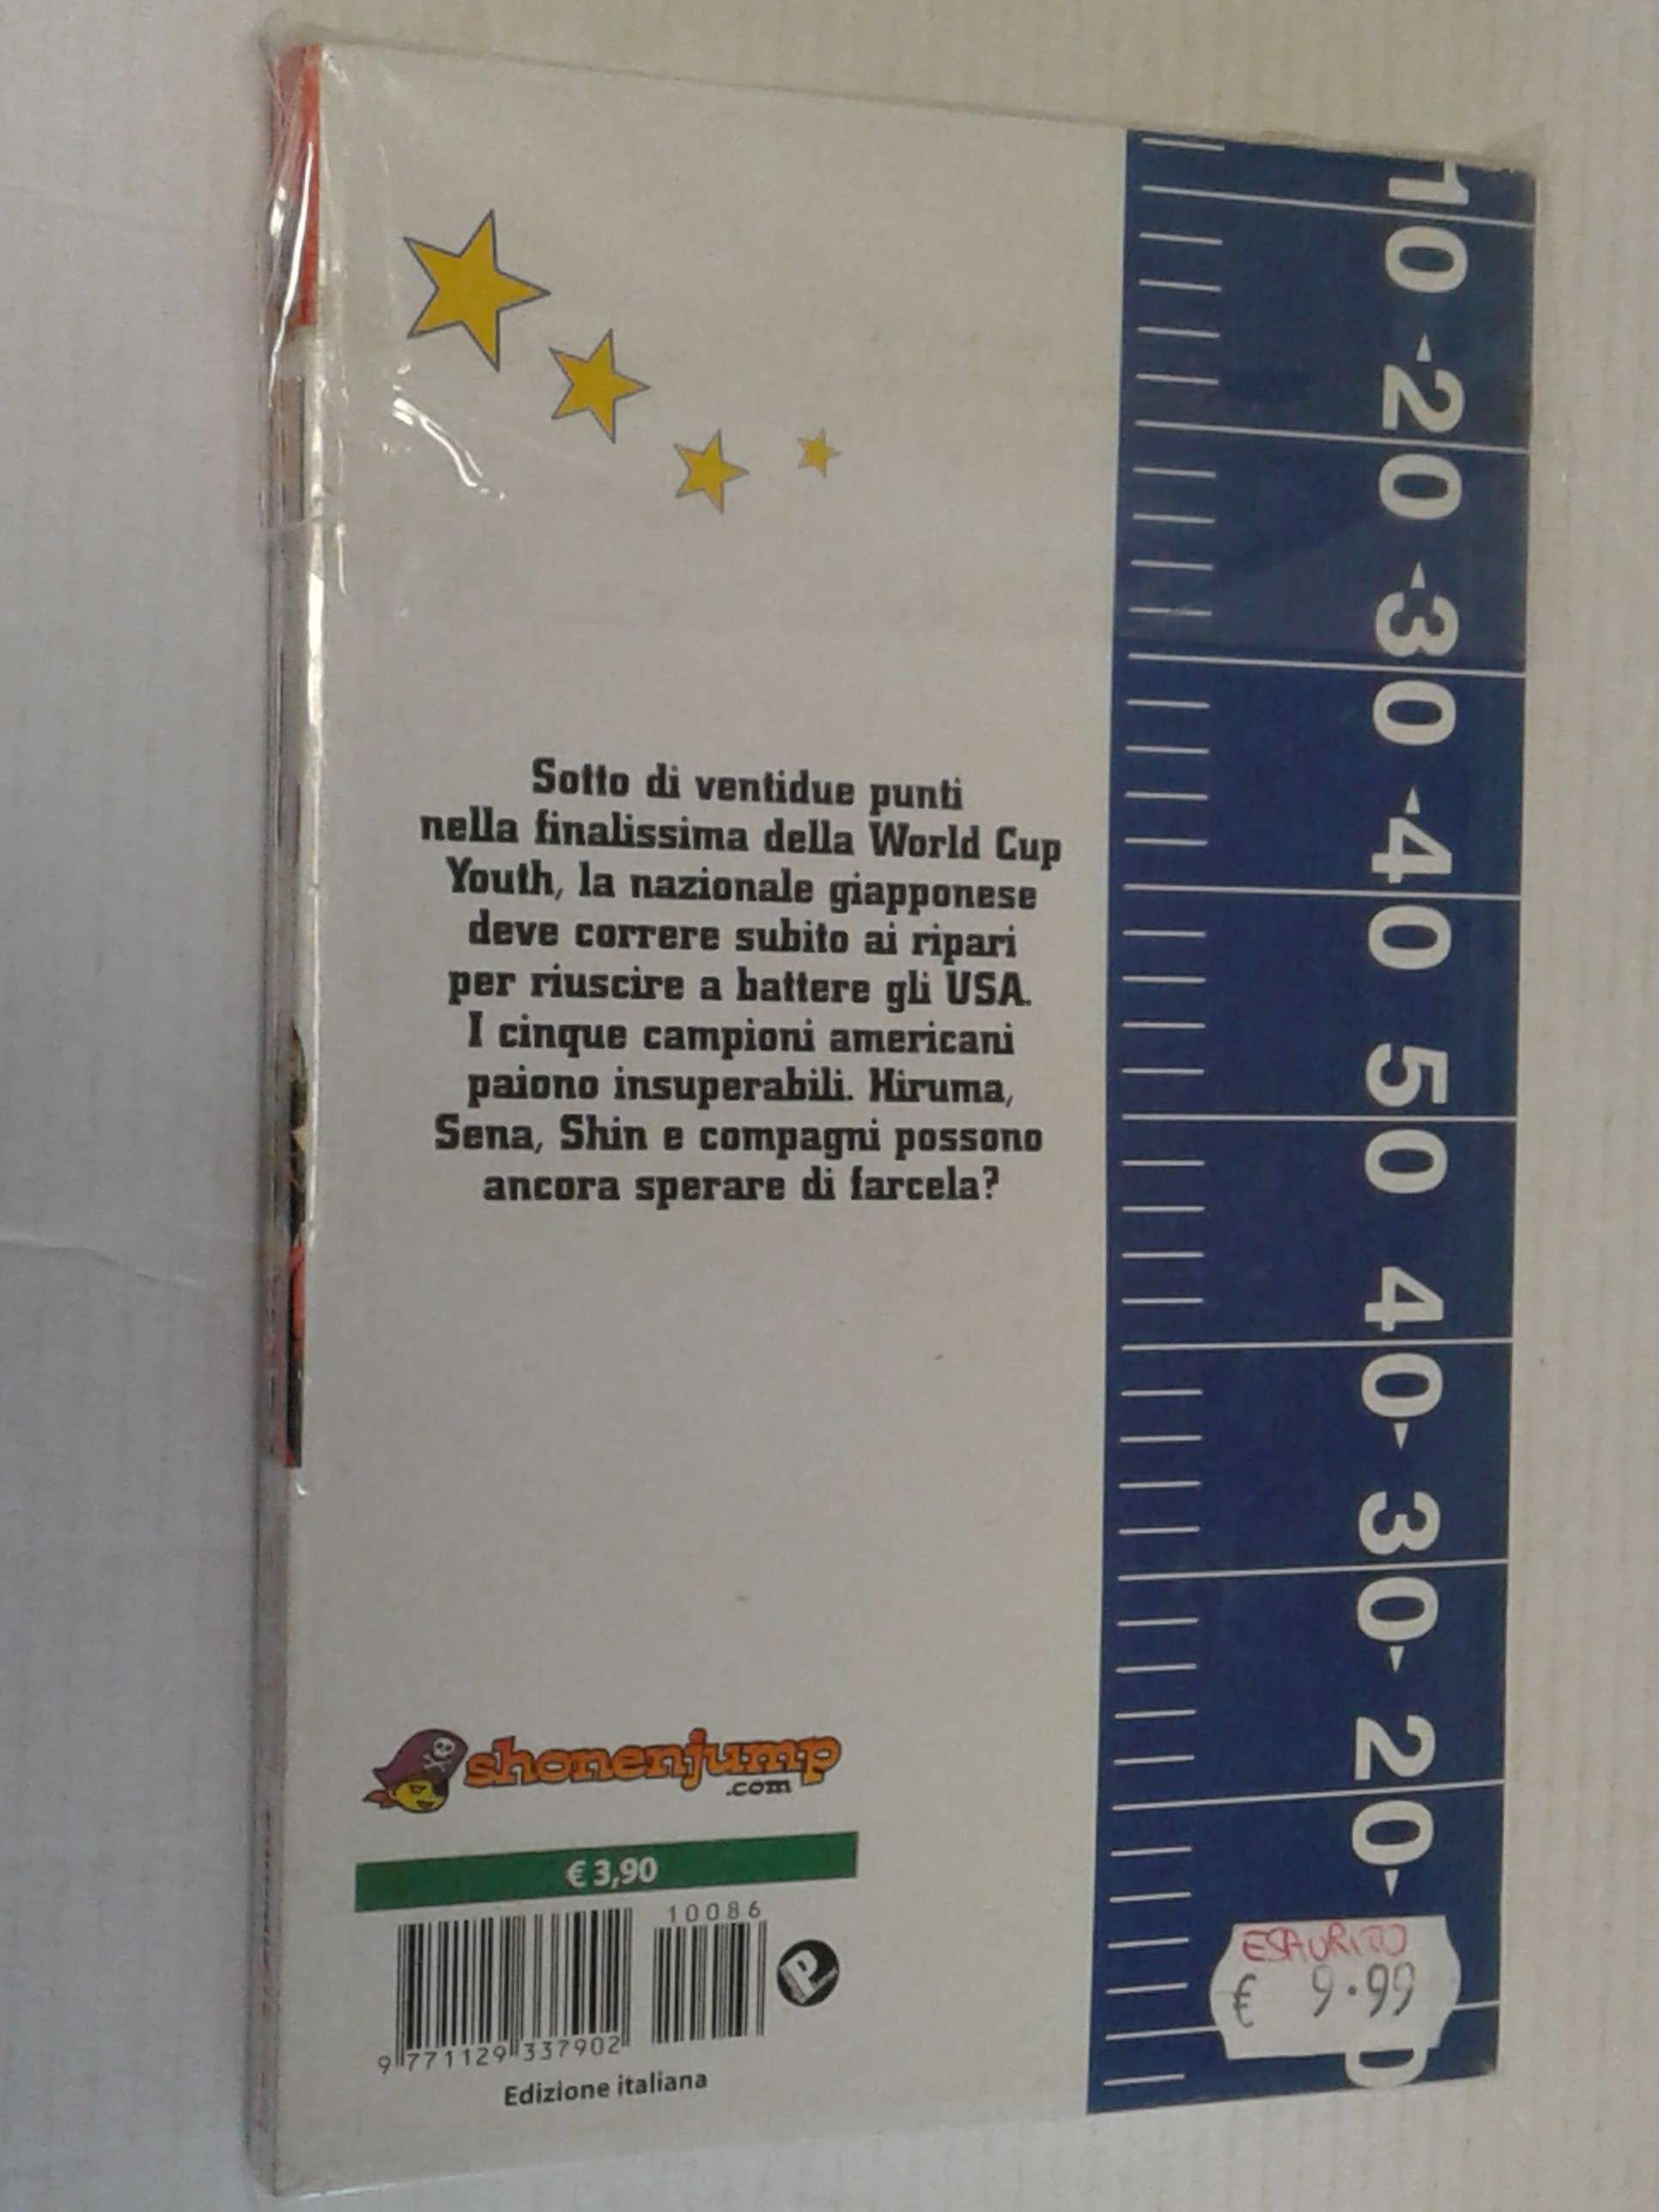 10 20 30 40 50 40 30 20
Sotto di ventidue punti
nella finalissima della World Cup
Youth, la nazionale giapponese
deve correre subito ai ripari
per riuscire a battere gli USA.
I cinque campioni americani
paiono insuperabili. Hiruma,
Sena, Shin e compagni possono
ancora sperare di farcela?
shonenjump
.com
€ 3,90
10086
9 771129 337902
P
Edizione italiana
ESAURITO
€ 9.99
0